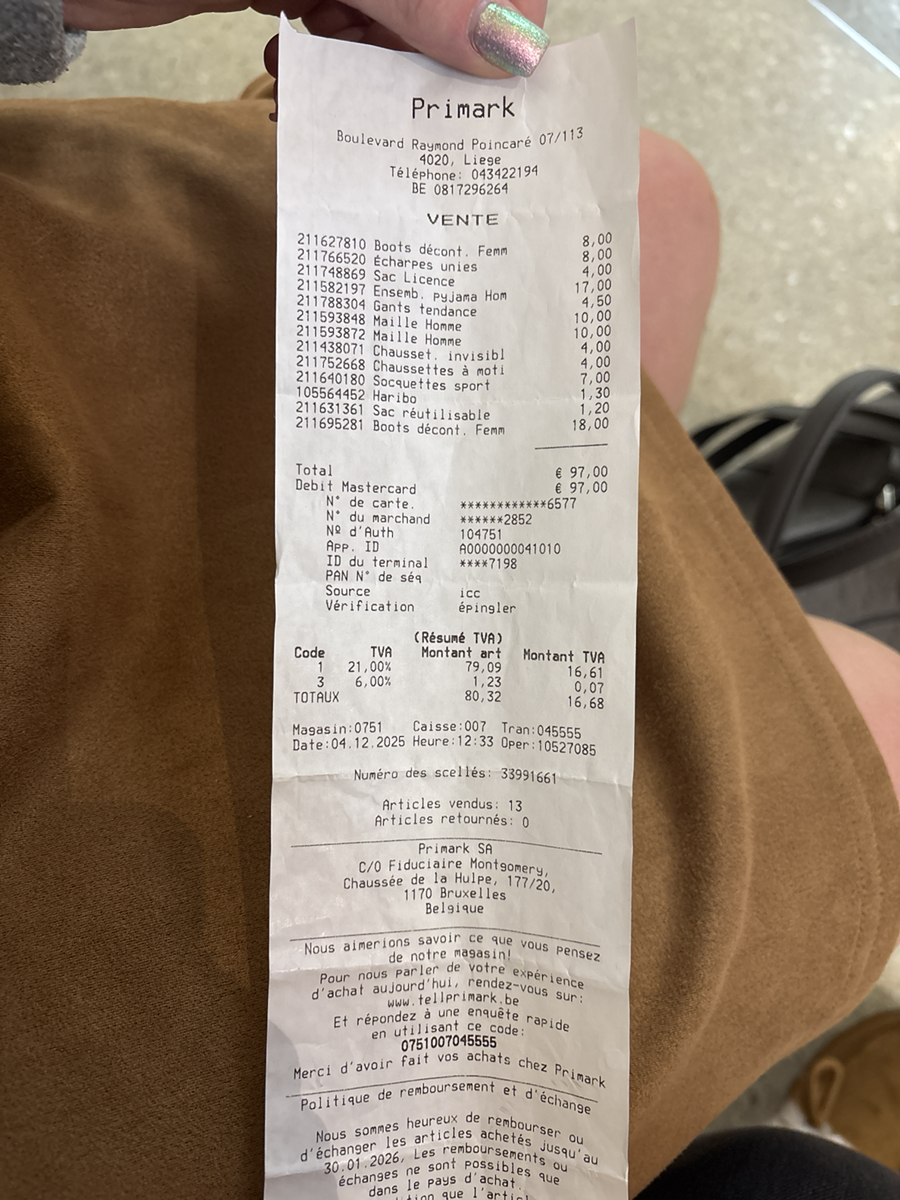 Primark
Boulevard Raymond Poincaré 07/113
4020, Liege
Téléphone: 043422194
BE 0817296264
VENTE
211627810 Boots décont. Femm 8,00
211766520 Écharpes unies 8,00
211748869 Sac Licence 4,00
211582197 Ensemb. pyjama Hom 17,00
211788304 Gants tendance 4,50
211593848 Maille Homme 10,00
211593872 Maille Homme 10,00
211438071 Chausset. invisibl 4,00
211752668 Chaussettes à moti 4,00
211640180 Socquettes sport 7,00
105564452 Haribo 1,30
211631361 Sac réutilisable 1,20
211695281 Boots décont. Femm 18,00
Total € 97,00
Debit Mastercard € 97,00
N° de carte. ************6577
N° du marchand ******2852
Nº d'Auth 104751
App. ID A0000000041010
ID du terminal ****7198
PAN N° de séq
Source icc
Vérification épingler
(Résumé TVA)
Code TVA Montant art Montant TVA
1 21,00% 79,09 16,61
3 6,00% 1,23 0,07
TOTAUX 80,32 16,68
Magasin:0751 Caisse:007 Tran:045555
Date:04.12.2025 Heure:12:33 Oper:10527085
Numéro des scellés: 33991661
Articles vendus: 13
Articles retournés: 0
Primark SA
C/O Fiduciaire Montgomery,
Chaussée de la Hulpe, 177/20,
1170 Bruxelles
Belgique
Nous aimerions savoir ce que vous pensez
de notre magasin!
Pour nous parler de votre expérience
d'achat aujourd'hui, rendez-vous sur:
www.tellprimark.be
Et répondez à une enquête rapide
en utilisant ce code:
0751007045555
Merci d'avoir fait vos achats chez Primark
Politique de remboursement et d'échange
Nous sommes heureux de rembourser ou
d'échanger les articles achetés jusqu'au
30.01.2026, Les remboursements ou
échanges ne sont possibles que
dans le pays d'achat.
que l'articl